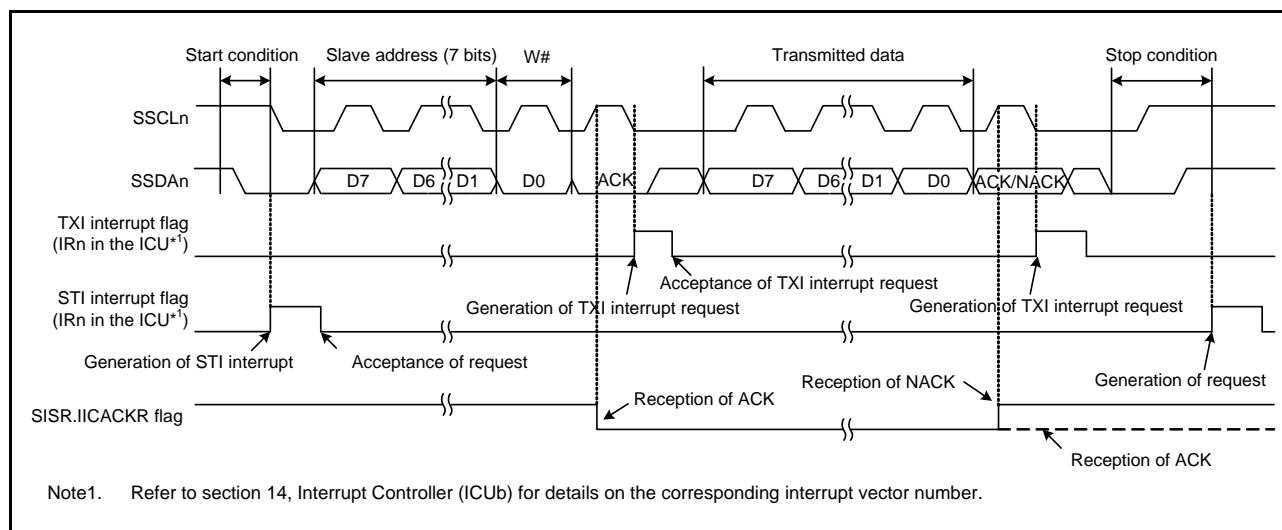 Start condition
Slave address (7 bits)
W#
Transmitted data
Stop condition
SSCLn
SSDAn
D7
D6
D1
D0
ACK
D7
D6
D1
D0
ACK/NACK
TXI interrupt flag
(IRn in the ICU*1)
Acceptance of TXI interrupt request
Generation of TXI interrupt request
Generation of TXI interrupt request
STI interrupt flag
(IRn in the ICU*1)
Generation of STI interrupt
Acceptance of request
Generation of request
SISR.IICACKR flag
Reception of ACK
Reception of NACK
Reception of ACK
Note1. Refer to section 14, Interrupt Controller (ICUb) for details on the corresponding interrupt vector number.